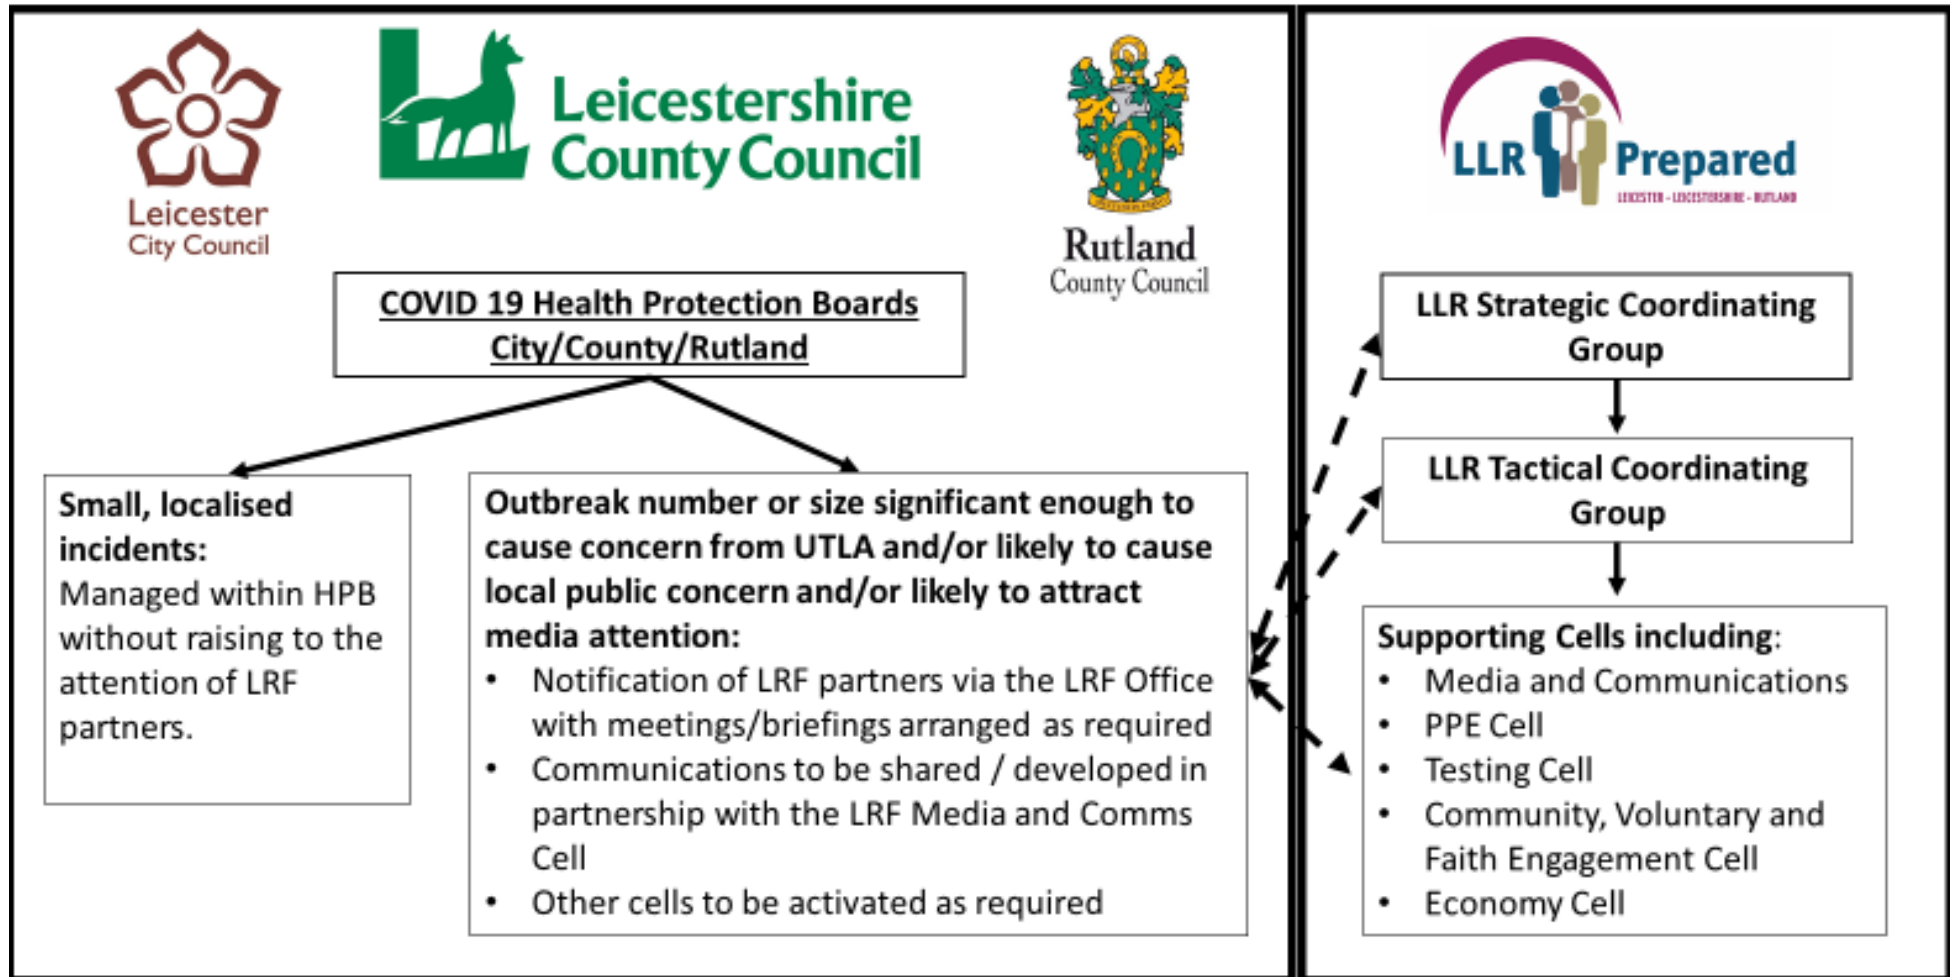 Leicester
City Council
Leicestershire
County Council
Rutland
County Council
COVID 19 Health Protection Boards
City/County/Rutland
Small, localised
incidents:
Managed within HPB
without raising to the
attention of LRF
partners.
Outbreak number or size significant enough to
cause concern from UTLA and/or likely to cause
local public concern and/or likely to attract
media attention:
• Notification of LRF partners via the LRF Office
with meetings/briefings arranged as required
• Communications to be shared / developed in
partnership with the LRF Media and Comms
Cell
• Other cells to be activated as required
LLR Prepared
LEICESTER - LEICESTERSHIRE - RUTLAND
LLR Strategic Coordinating
Group
LLR Tactical Coordinating
Group
Supporting Cells including:
• Media and Communications
• PPE Cell
• Testing Cell
• Community, Voluntary and
Faith Engagement Cell
• Economy Cell